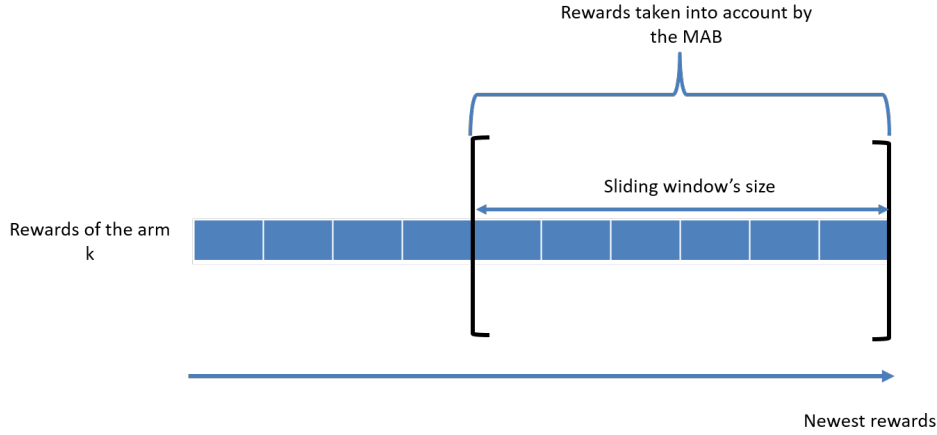 Rewards taken into account by
the MAB
Sliding window's size
Rewards of the arm
k
Newest rewards